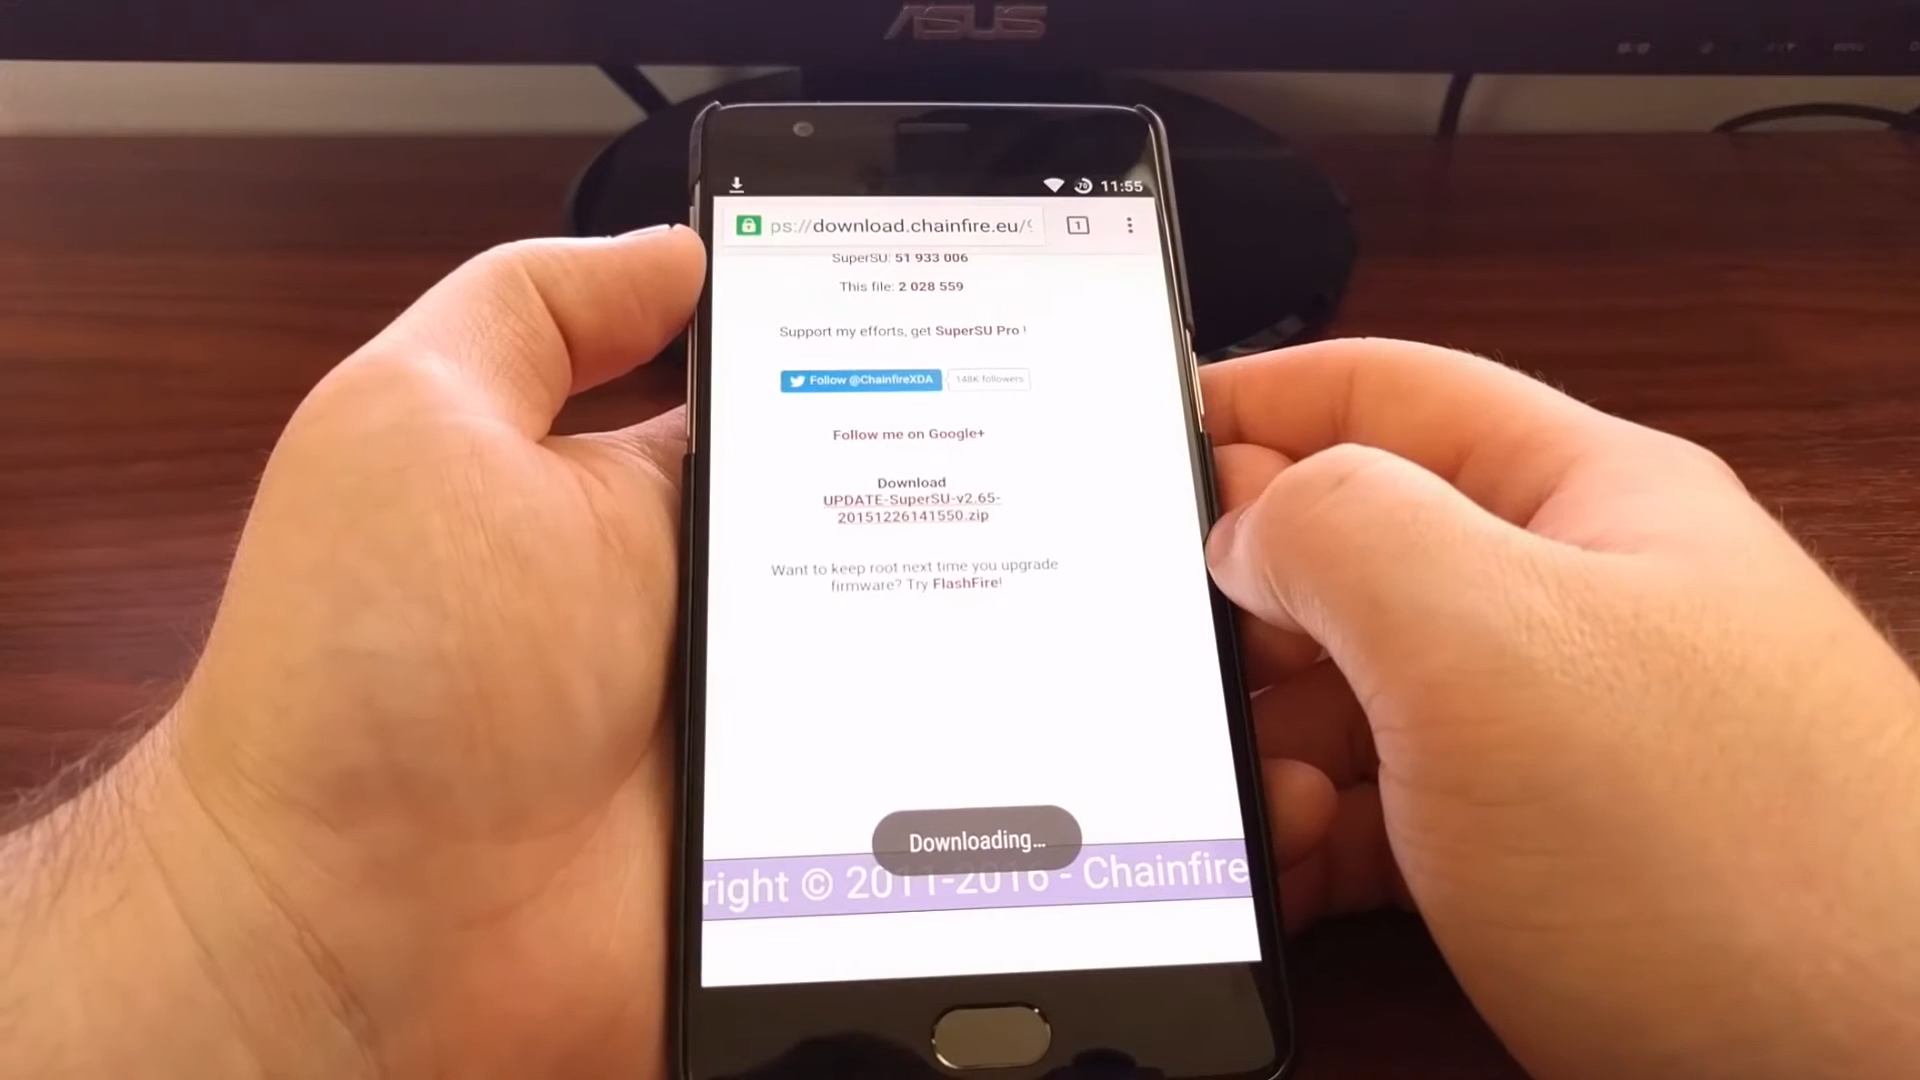 ASUS
11:55
ps://download.chainfire.eu/
1
SuperSU: 51 933 006
This file: 2 028 559
Support my efforts, get SuperSU Pro !
Follow @ChainfireXDA
148K followers
Follow me on Google+
Download
UPDATE-SuperSU-v2.65-
20151226141550.zip
Want to keep root next time you upgrade
firmware? Try FlashFire!
Downloading...
right © 2011-2016 - Chainfire